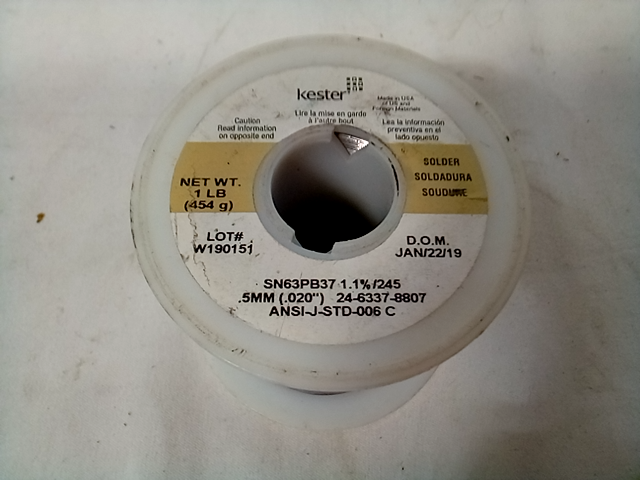 kester
Made in USA
of US and
Foreign Materials
Caution
Read information
on opposite end
Lire la mise en garde
à l'autre bout
Lea la información
preventiva en el
lado opuesto
NET WT.
1 LB
(454 g)
SOLDER
SOLDADURA
SOUDURE
LOT#
W190151
D.O.M.
JAN/22/19
SN63PB37 1.1%/245
.5MM (.020") 24-6337-8807
ANSI-J-STD-006 C